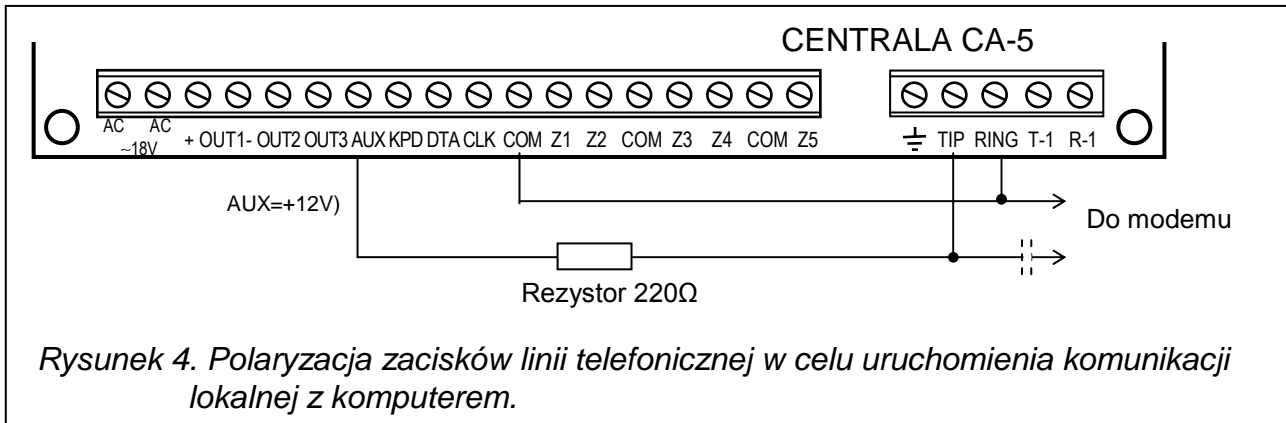 CENTRALA CA-5
AC AC + OUT1- OUT2 OUT3 AUX KPD DTA CLK COM Z1 Z2 COM Z3 Z4 COM Z5 TIP RING T-1 R-1
~18V
AUX=+12V)
Do modemu
Rezystor 220Ω
Rysunek 4. Polaryzacja zacisków linii telefonicznej w celu uruchomienia komunikacji
lokalnej z komputerem.